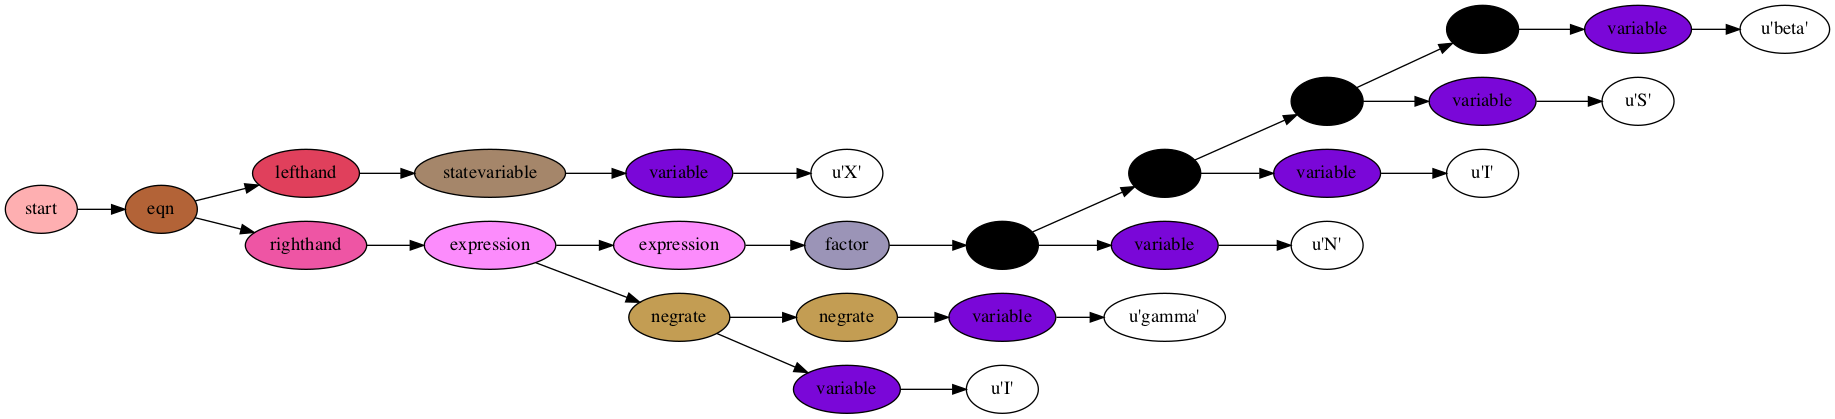 variable
u'beta'
variable
u'S'
lefthand
statevariable
variable
u'X'
variable
u'I'
start
eqn
righthand
expression
expression
factor
variable
u'N'
negrate
negrate
variable
u'gamma'
variable
u'I'